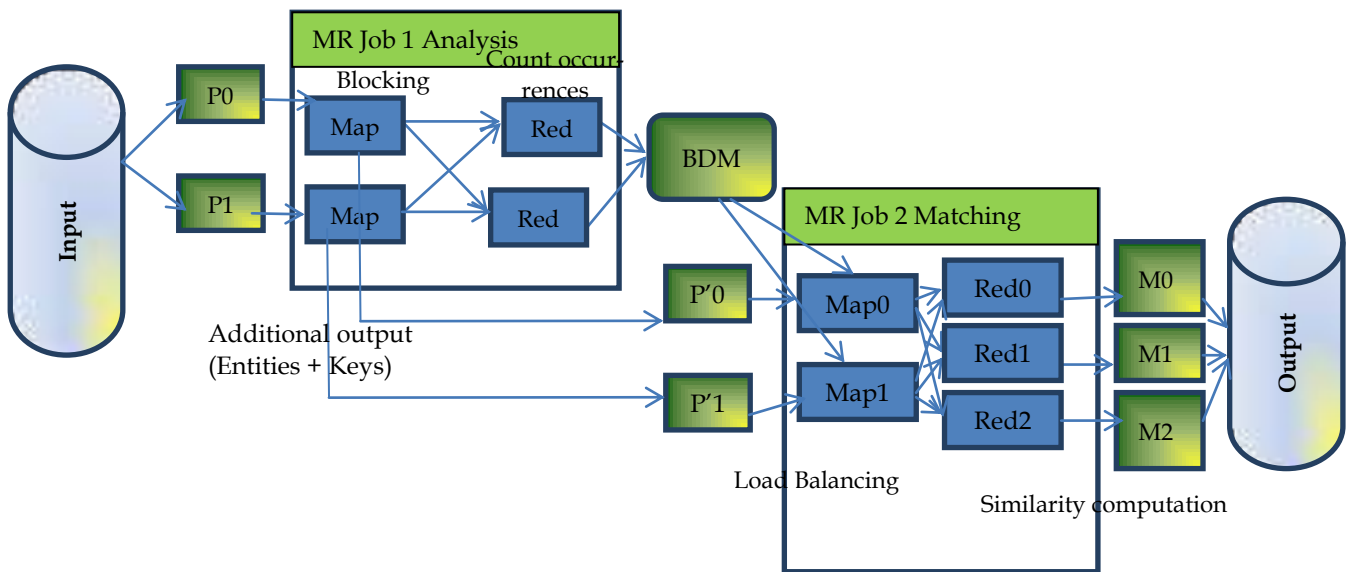 MR Job 1 Analysis
Count occur-
rences
Blocking
P0
Map
Red
BDM
P1
Map
Red
Input
MR Job 2 Matching
P'0
Map0
Red0
M0
Additional output
(Entities + Keys)
Red1
M1
Output
P'1
Map1
Red2
M2
Load Balancing
Similarity computation